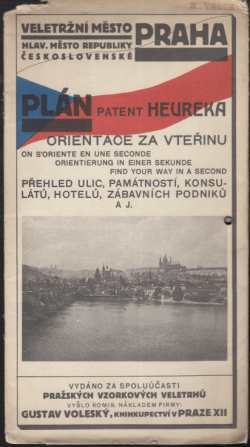 VELETRŽNÍ MĚSTO
HLAV. MĚSTO REPUBLIKY
ČESKOSLOVENSKÉ
PRAHA
PLÁN PATENT HEUREKA
ORIENTACE ZA VTEŘINU
ON S'ORIENTE EN UNE SECONDE
ORIENTIERUNG IN EINER SEKUNDE
FIND YOUR WAY IN A SECOND
PŘEHLED ULIC, PAMÁTNOSTÍ, KONSU-
LÁTŮ, HOTELŮ, ZÁBAVNÍCH PODNIKŮ
A J.
VYDÁNO ZA SPOLUÚČASTI
PRAŽSKÝCH VZORKOVÝCH VELETRHŮ
VYŠLO KOMIS. NÁKLADEM FIRMY:
GUSTAV VOLESKÝ, KNIHKUPECTVÍ V PRAZE XII